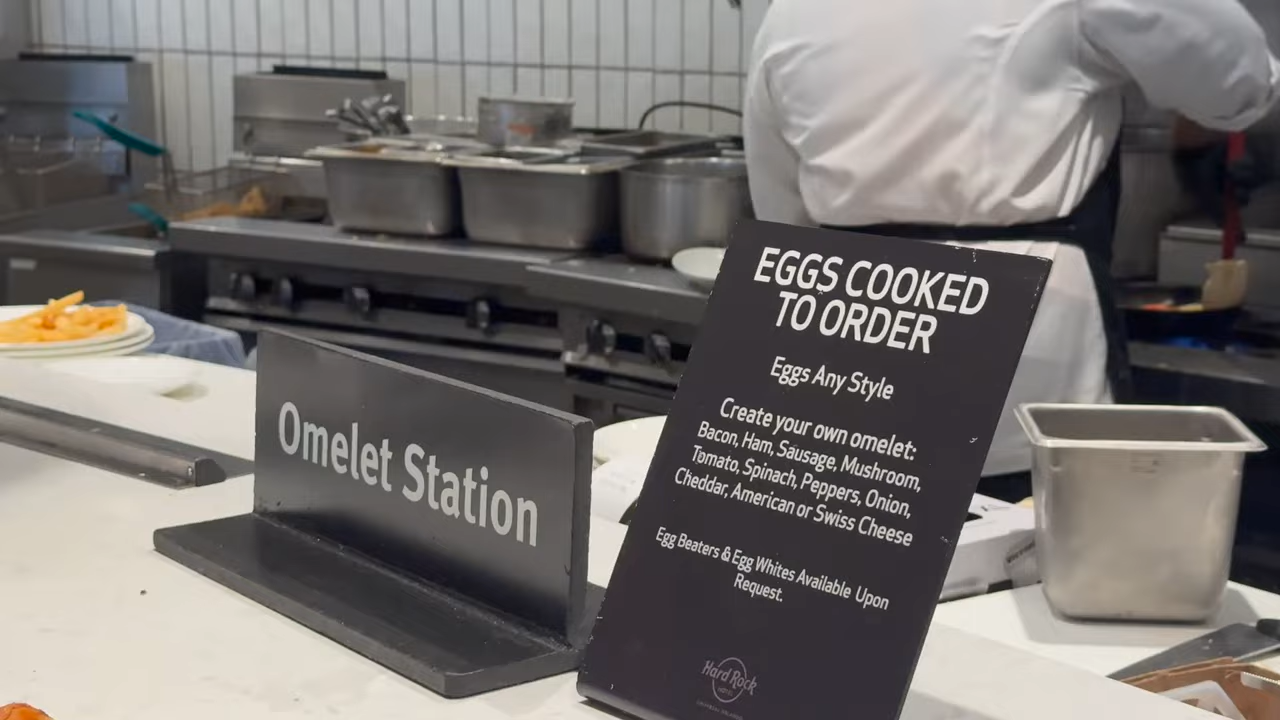 Omelet Station
EGGS COOKED
TO ORDER
Eggs Any Style
Create your own omelet:
Bacon, Ham, Sausage, Mushroom,
Tomato, Spinach, Peppers, Onion,
Cheddar, American or Swiss Cheese
Egg Beaters & Egg Whites Available Upon
Request.
Hard Rock
HOTEL